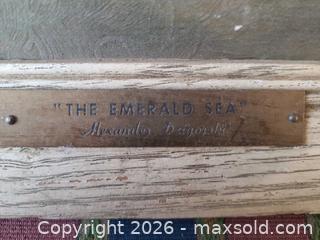 "THE EMERALD SEA"
Alexander Dzigurski
Copyright 2026 - maxsold.com